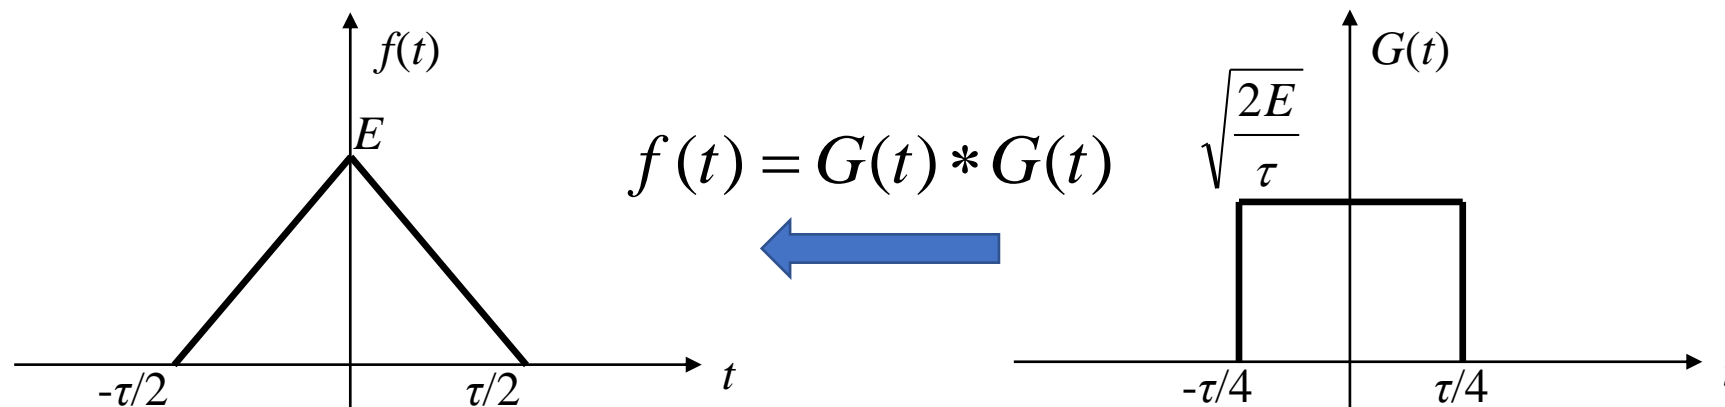 f(t)
E
-τ/2
τ/2
t
f(t) = G(t) * G(t)
G(t)
√(2E/τ)
-τ/4
τ/4